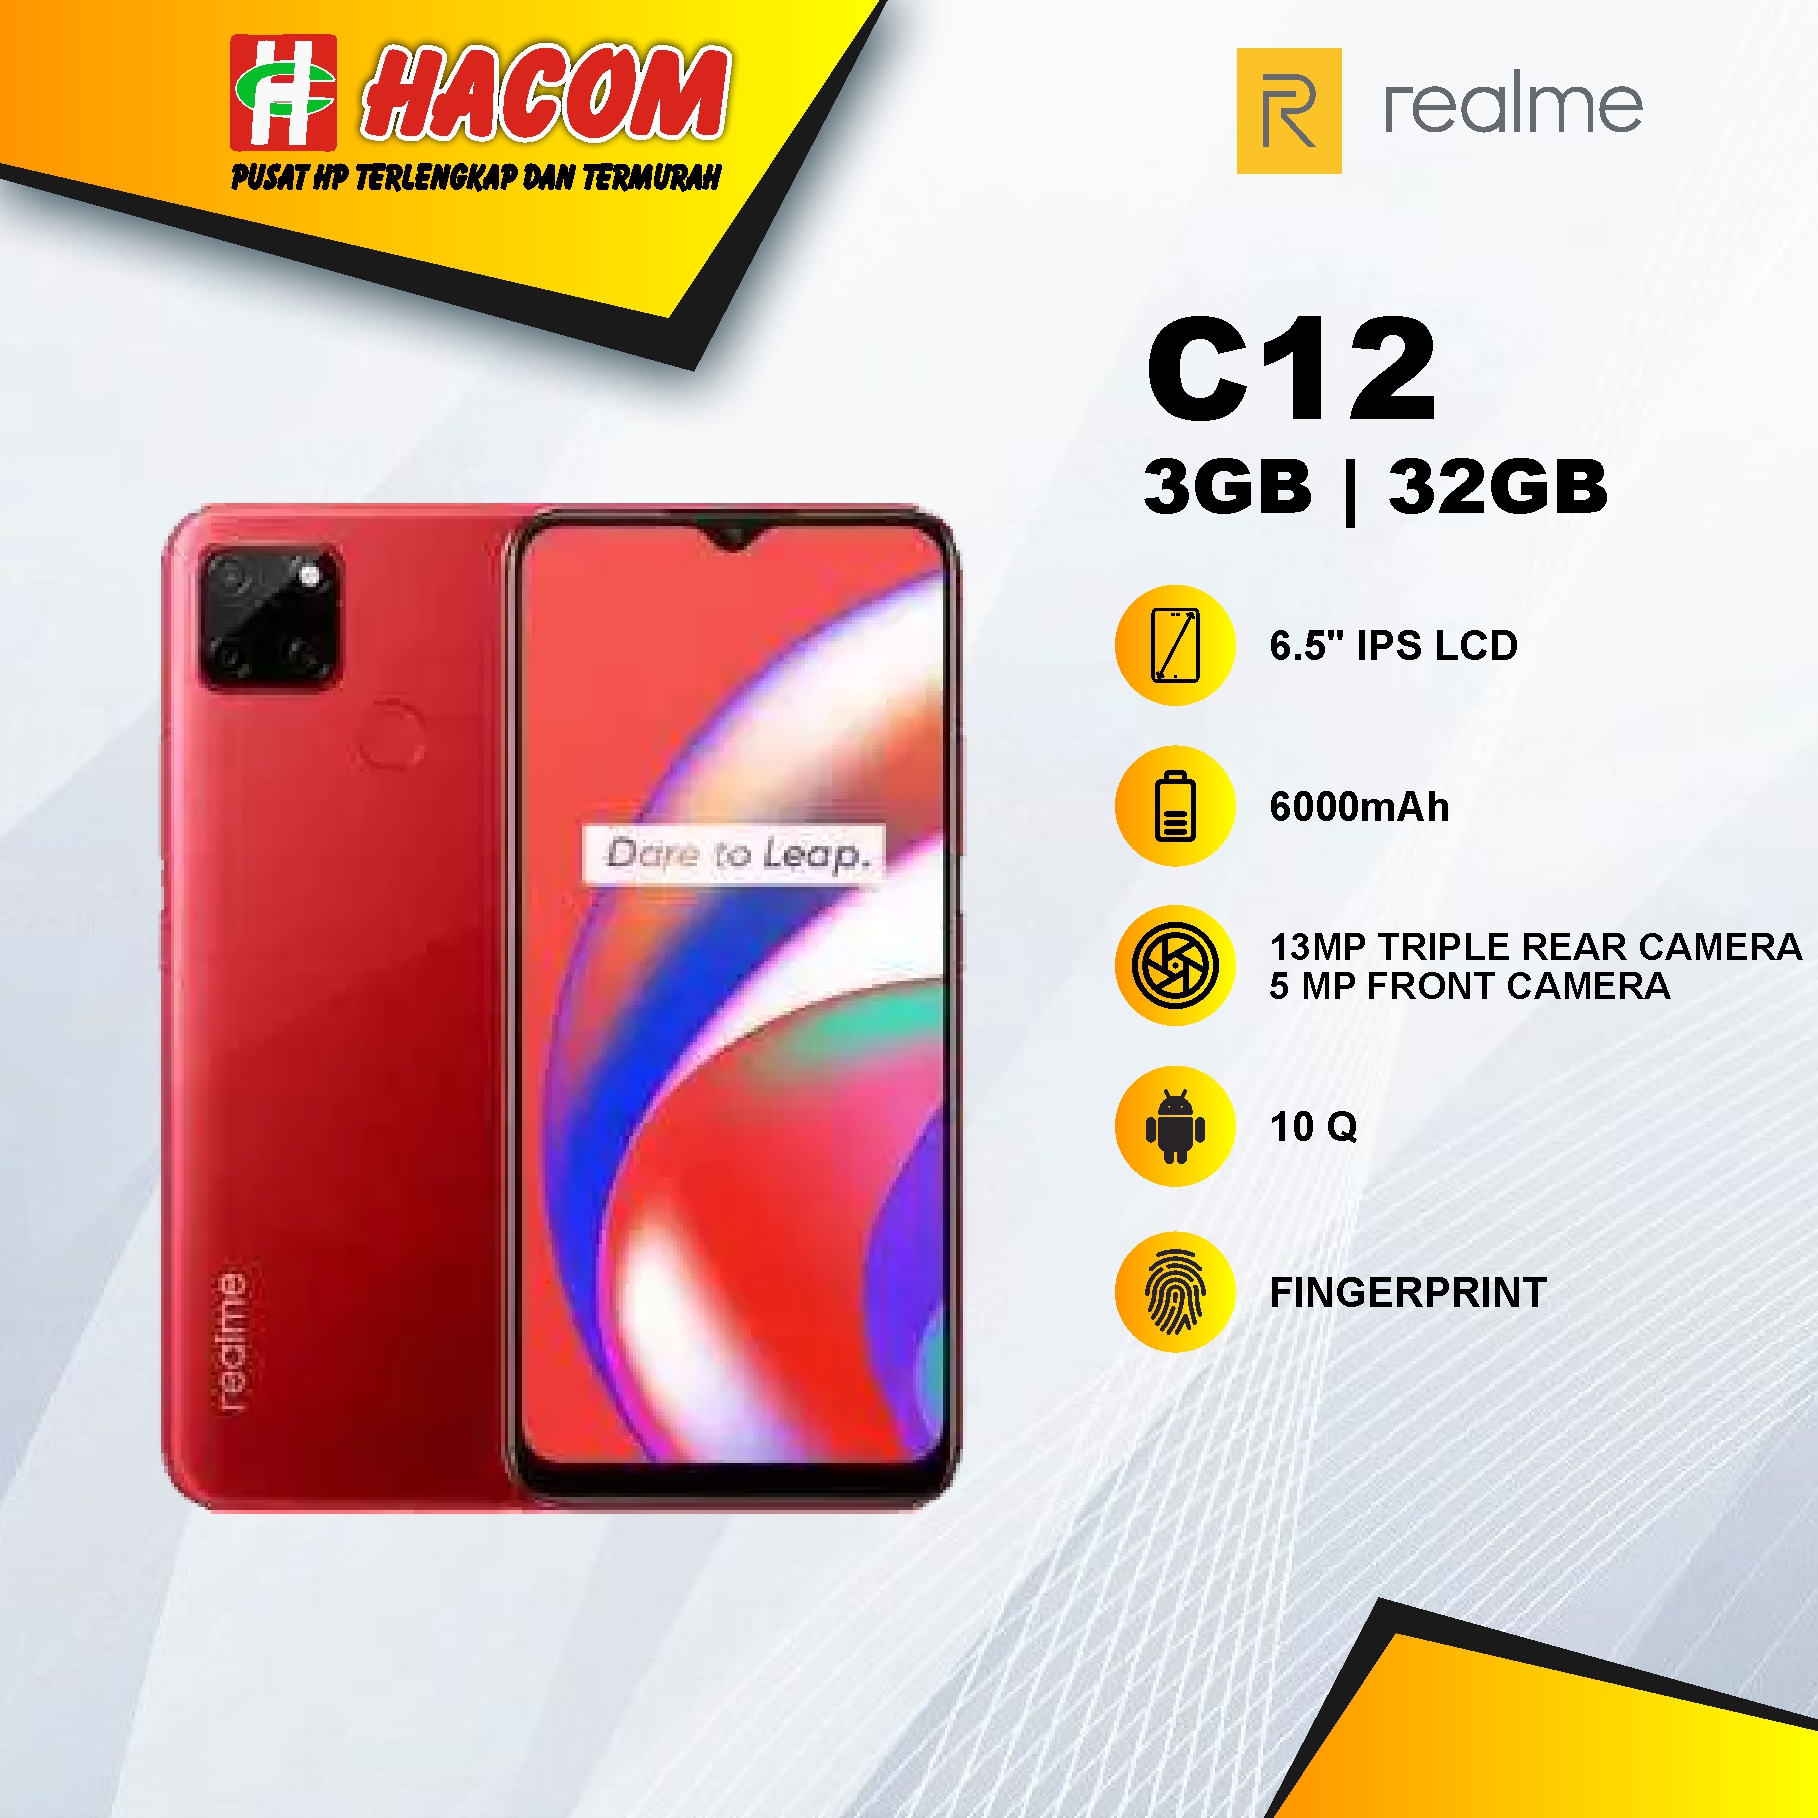 HACOM
PUSAT HP TERLENGKAP DAN TERMURAH
realme
C12
3GB | 32GB
6.5" IPS LCD
6000mAh
13MP TRIPLE REAR CAMERA
5 MP FRONT CAMERA
10 Q
FINGERPRINT
Dare to Leap.
realme